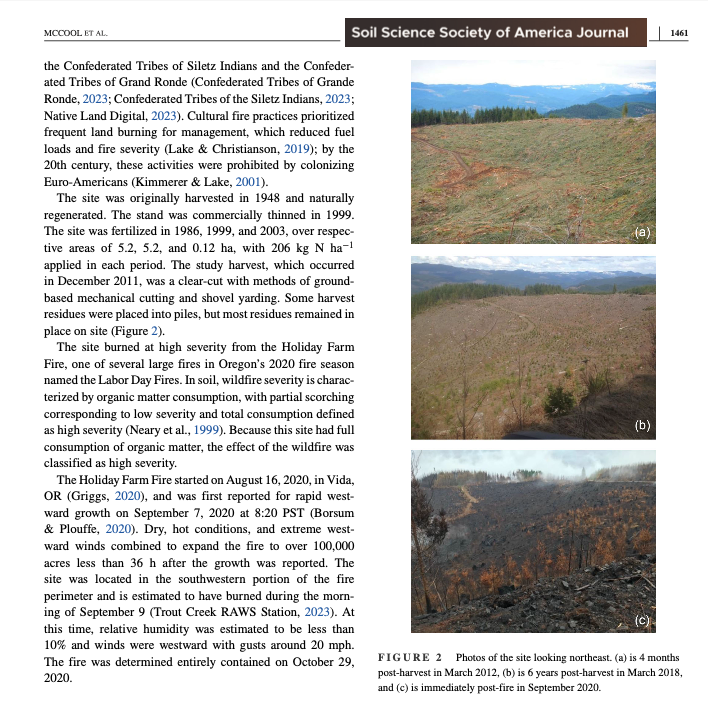 MCCOOL ET AL.
Soil Science Society of America Journal
1461
the Confederated Tribes of Siletz Indians and the Confeder-
ated Tribes of Grand Ronde (Confederated Tribes of Grande
Ronde, 2023; Confederated Tribes of the Siletz Indians, 2023;
Native Land Digital, 2023). Cultural fire practices prioritized
frequent land burning for management, which reduced fuel
loads and fire severity (Lake & Christianson, 2019); by the
20th century, these activities were prohibited by colonizing
Euro-Americans (Kimmerer & Lake, 2001).
The site was originally harvested in 1948 and naturally
regenerated. The stand was commercially thinned in 1999.
The site was fertilized in 1986, 1999, and 2003, over respec-
tive areas of 5.2, 5.2, and 0.12 ha, with 206 kg N ha⁻¹
applied in each period. The study harvest, which occurred
in December 2011, was a clear-cut with methods of ground-
based mechanical cutting and shovel yarding. Some harvest
residues were placed into piles, but most residues remained in
place on site (Figure 2).
The site burned at high severity from the Holiday Farm
Fire, one of several large fires in Oregon's 2020 fire season
named the Labor Day Fires. In soil, wildfire severity is charac-
terized by organic matter consumption, with partial scorching
corresponding to low severity and total consumption defined
as high severity (Neary et al., 1999). Because this site had full
consumption of organic matter, the effect of the wildfire was
classified as high severity.
The Holiday Farm Fire started on August 16, 2020, in Vida,
OR (Griggs, 2020), and was first reported for rapid west-
ward growth on September 7, 2020 at 8:20 PST (Borsum
& Plouffe, 2020). Dry, hot conditions, and extreme west-
ward winds combined to expand the fire to over 100,000
acres less than 36 h after the growth was reported. The
site was located in the southwestern portion of the fire
perimeter and is estimated to have burned during the morn-
ing of September 9 (Trout Creek RAWS Station, 2023). At
this time, relative humidity was estimated to be less than
10% and winds were westward with gusts around 20 mph.
The fire was determined entirely contained on October 29,
2020.
(a)
(b)
(c)
FIGURE 2 Photos of the site looking northeast. (a) is 4 months
post-harvest in March 2012, (b) is 6 years post-harvest in March 2018,
and (c) is immediately post-fire in September 2020.